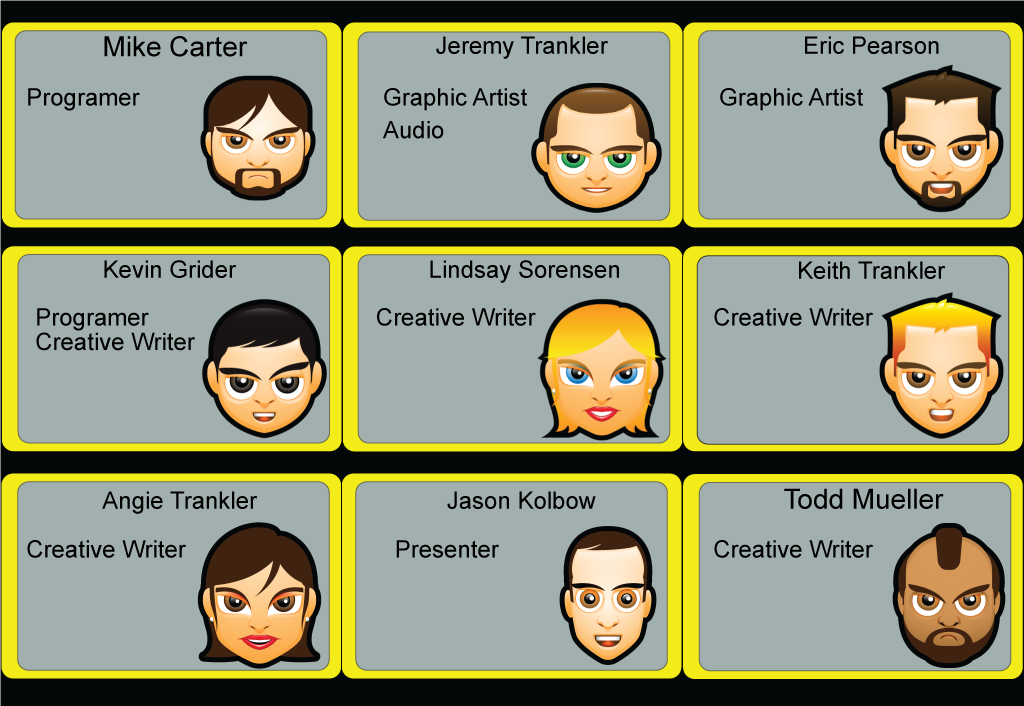 Mike Carter
Programer
Jeremy Trankler
Graphic Artist
Audio
Eric Pearson
Graphic Artist
Kevin Grider
Programer
Creative Writer
Lindsay Sorensen
Creative Writer
Keith Trankler
Creative Writer
Angie Trankler
Creative Writer
Jason Kolbow
Presenter
Todd Mueller
Creative Writer